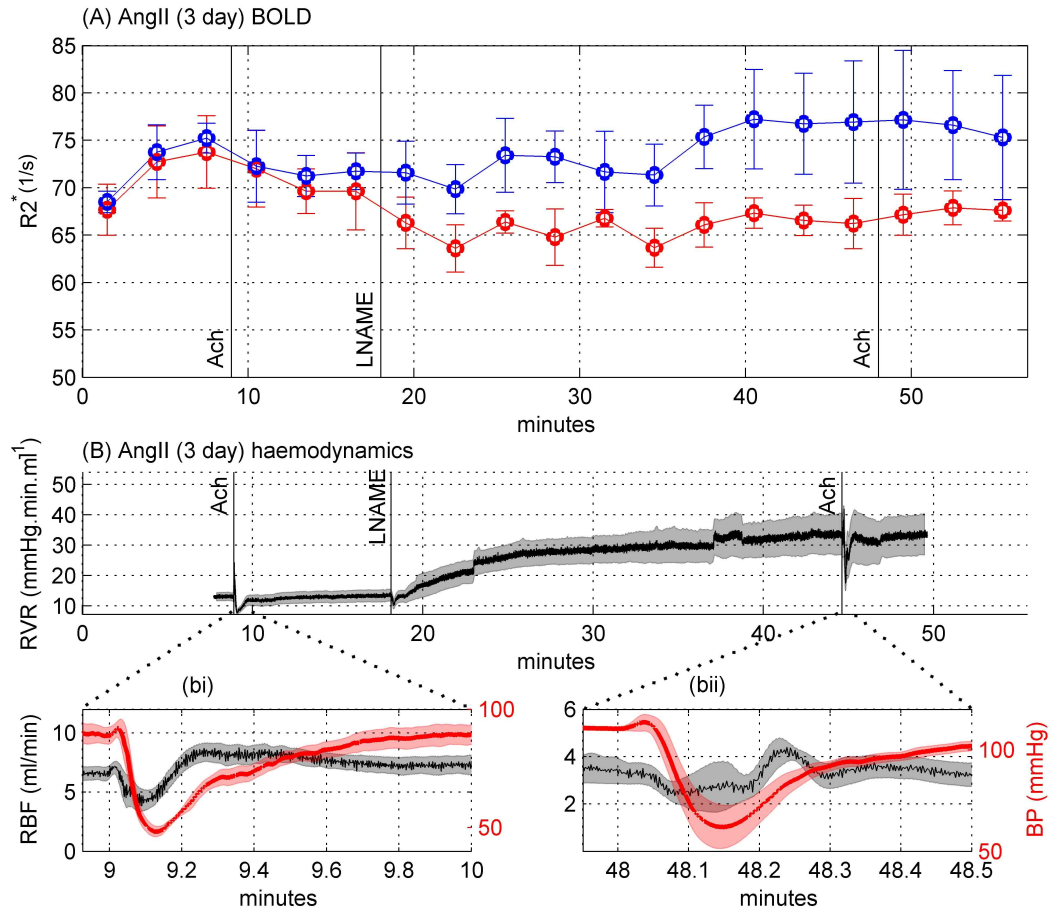 (A) AngII (3 day) BOLD
R2* (1/s)
85
80
75
70
65
60
55
50
Ach
LNAME
Ach
0 10 20 30 40 50
minutes
(B) AngII (3 day) haemodynamics
RVR (mmHg.min.ml¹)
50
40
30
20
10
Ach
LNAME
Ach
0 10 20 30 40 50
minutes
(bi)
RBF (ml/min)
10
5
0
100
50
9 9.2 9.4 9.6 9.8 10
minutes
(bii)
6
4
2
100
50
BP (mmHg)
48 48.1 48.2 48.3 48.4 48.5
minutes